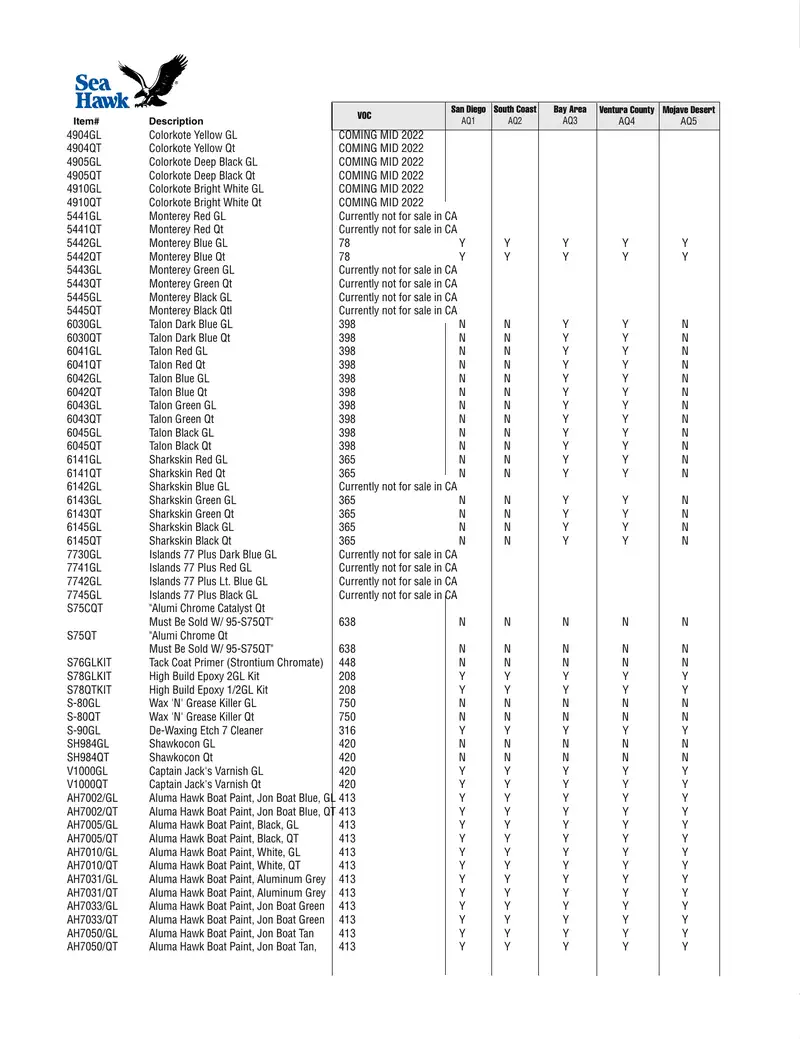 Sea
Hawk
San Diego South Coast Bay Area Ventura County Mojave Desert
VOC
Item# Description AQ1 AQ2 AQ3 AQ4 AQ5
4904GL Colorkote Yellow GL COMING MID 2022
4904QT Colorkote Yellow Qt COMING MID 2022
4905GL Colorkote Deep Black GL COMING MID 2022
4905QT Colorkote Deep Black Qt COMING MID 2022
4910GL Colorkote Bright White GL COMING MID 2022
4910QT Colorkote Bright White Qt COMING MID 2022
5441GL Monterey Red GL Currently not for sale in CA
5441QT Monterey Red Qt Currently not for sale in CA
5442GL Monterey Blue GL 78 Y Y Y Y Y
5442QT Monterey Blue Qt 78 Y Y Y Y Y
5443GL Monterey Green GL Currently not for sale in CA
5443QT Monterey Green Qt Currently not for sale in CA
5445GL Monterey Black GL Currently not for sale in CA
5445QT Monterey Black Qtl Currently not for sale in CA
6030GL Talon Dark Blue GL 398 N N Y Y N
6030QT Talon Dark Blue Qt 398 N N Y Y N
6041GL Talon Red GL 398 N N Y Y N
6041QT Talon Red Qt 398 N N Y Y N
6042GL Talon Blue GL 398 N N Y Y N
6042QT Talon Blue Qt 398 N N Y Y N
6043GL Talon Green GL 398 N N Y Y N
6043QT Talon Green Qt 398 N N Y Y N
6045GL Talon Black GL 398 N N Y Y N
6045QT Talon Black Qt 398 N N Y Y N
6141GL Sharkskin Red GL 365 N N Y Y N
6141QT Sharkskin Red Qt 365 N N Y Y N
6142GL Sharkskin Blue GL Currently not for sale in CA
6143GL Sharkskin Green GL 365 N N Y Y N
6143QT Sharkskin Green Qt 365 N N Y Y N
6145GL Sharkskin Black GL 365 N N Y Y N
6145QT Sharkskin Black Qt 365 N N Y Y N
7730GL Islands 77 Plus Dark Blue GL Currently not for sale in CA
7741GL Islands 77 Plus Red GL Currently not for sale in CA
7742GL Islands 77 Plus Lt. Blue GL Currently not for sale in CA
7745GL Islands 77 Plus Black GL Currently not for sale in CA
S75CQT "Alumi Chrome Catalyst Qt
Must Be Sold W/ 95-S75QT" 638 N N N N N
S75QT "Alumi Chrome Qt
Must Be Sold W/ 95-S75QT" 638 N N N N N
S76GLKIT Tack Coat Primer (Strontium Chromate) 448 N N N N N
S78GLKIT High Build Epoxy 2GL Kit 208 Y Y Y Y Y
S78QTKIT High Build Epoxy 1/2GL Kit 208 Y Y Y Y Y
S-80GL Wax 'N' Grease Killer GL 750 N N N N N
S-80QT Wax 'N' Grease Killer Qt 750 N N N N N
S-90GL De-Waxing Etch 7 Cleaner 316 Y Y Y Y Y
SH984GL Shawkocon GL 420 N N N N N
SH984QT Shawkocon Qt 420 N N N N N
V1000GL Captain Jack's Varnish GL 420 Y Y Y Y Y
V1000QT Captain Jack's Varnish Qt 420 Y Y Y Y Y
AH7002/GL Aluma Hawk Boat Paint, Jon Boat Blue, GL 413 Y Y Y Y Y
AH7002/QT Aluma Hawk Boat Paint, Jon Boat Blue, QT 413 Y Y Y Y Y
AH7005/GL Aluma Hawk Boat Paint, Black, GL 413 Y Y Y Y Y
AH7005/QT Aluma Hawk Boat Paint, Black, QT 413 Y Y Y Y Y
AH7010/GL Aluma Hawk Boat Paint, White, GL 413 Y Y Y Y Y
AH7010/QT Aluma Hawk Boat Paint, White, QT 413 Y Y Y Y Y
AH7031/GL Aluma Hawk Boat Paint, Aluminum Grey 413 Y Y Y Y Y
AH7031/QT Aluma Hawk Boat Paint, Aluminum Grey 413 Y Y Y Y Y
AH7033/GL Aluma Hawk Boat Paint, Jon Boat Green 413 Y Y Y Y Y
AH7033/QT Aluma Hawk Boat Paint, Jon Boat Green 413 Y Y Y Y Y
AH7050/GL Aluma Hawk Boat Paint, Jon Boat Tan 413 Y Y Y Y Y
AH7050/QT Aluma Hawk Boat Paint, Jon Boat Tan, 413 Y Y Y Y Y